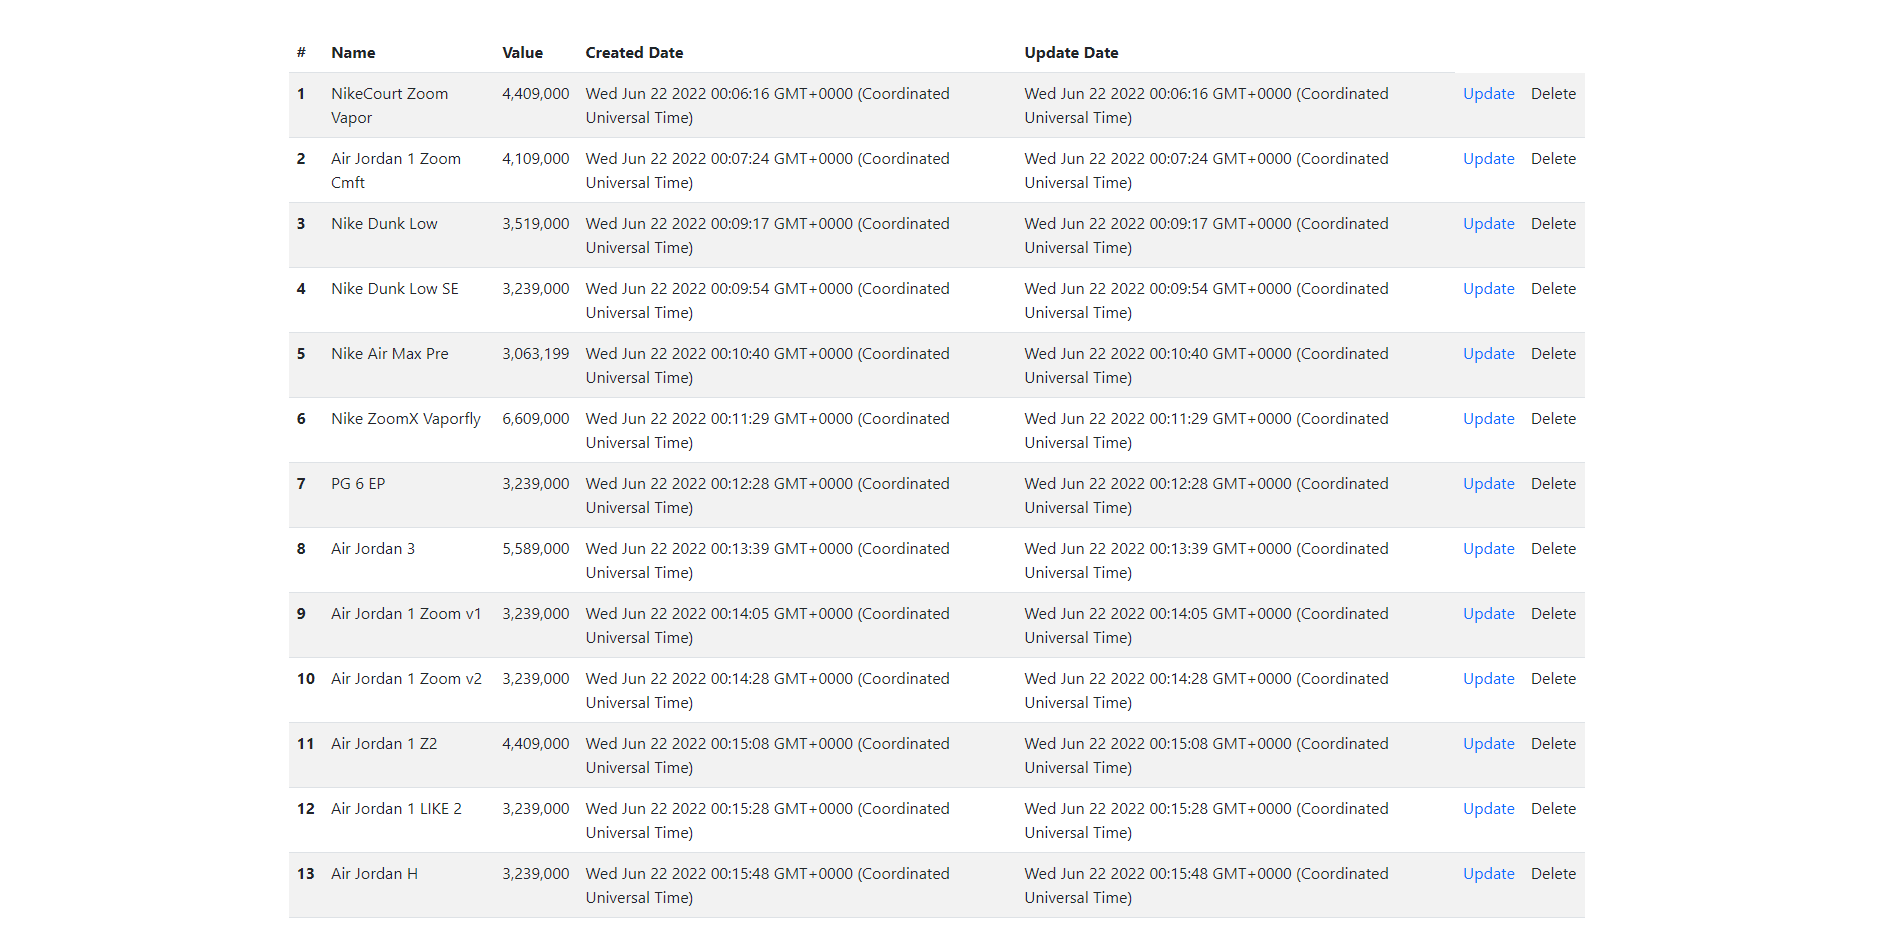 # Name Value Created Date Update Date
1 NikeCourt Zoom 4,409,000 Wed Jun 22 2022 00:06:16 GMT+0000 (Coordinated Wed Jun 22 2022 00:06:16 GMT+0000 (Coordinated Update Delete
Vapor Universal Time) Universal Time)
2 Air Jordan 1 Zoom 4,109,000 Wed Jun 22 2022 00:07:24 GMT+0000 (Coordinated Wed Jun 22 2022 00:07:24 GMT+0000 (Coordinated Update Delete
Cmft Universal Time) Universal Time)
3 Nike Dunk Low 3,519,000 Wed Jun 22 2022 00:09:17 GMT+0000 (Coordinated Wed Jun 22 2022 00:09:17 GMT+0000 (Coordinated Update Delete
Universal Time) Universal Time)
4 Nike Dunk Low SE 3,239,000 Wed Jun 22 2022 00:09:54 GMT+0000 (Coordinated Wed Jun 22 2022 00:09:54 GMT+0000 (Coordinated Update Delete
Universal Time) Universal Time)
5 Nike Air Max Pre 3,063,199 Wed Jun 22 2022 00:10:40 GMT+0000 (Coordinated Wed Jun 22 2022 00:10:40 GMT+0000 (Coordinated Update Delete
Universal Time) Universal Time)
6 Nike ZoomX Vaporfly 6,609,000 Wed Jun 22 2022 00:11:29 GMT+0000 (Coordinated Wed Jun 22 2022 00:11:29 GMT+0000 (Coordinated Update Delete
Universal Time) Universal Time)
7 PG 6 EP 3,239,000 Wed Jun 22 2022 00:12:28 GMT+0000 (Coordinated Wed Jun 22 2022 00:12:28 GMT+0000 (Coordinated Update Delete
Universal Time) Universal Time)
8 Air Jordan 3 5,589,000 Wed Jun 22 2022 00:13:39 GMT+0000 (Coordinated Wed Jun 22 2022 00:13:39 GMT+0000 (Coordinated Update Delete
Universal Time) Universal Time)
9 Air Jordan 1 Zoom v1 3,239,000 Wed Jun 22 2022 00:14:05 GMT+0000 (Coordinated Wed Jun 22 2022 00:14:05 GMT+0000 (Coordinated Update Delete
Universal Time) Universal Time)
10 Air Jordan 1 Zoom v2 3,239,000 Wed Jun 22 2022 00:14:28 GMT+0000 (Coordinated Wed Jun 22 2022 00:14:28 GMT+0000 (Coordinated Update Delete
Universal Time) Universal Time)
11 Air Jordan 1 Z2 4,409,000 Wed Jun 22 2022 00:15:08 GMT+0000 (Coordinated Wed Jun 22 2022 00:15:08 GMT+0000 (Coordinated Update Delete
Universal Time) Universal Time)
12 Air Jordan 1 LIKE 2 3,239,000 Wed Jun 22 2022 00:15:28 GMT+0000 (Coordinated Wed Jun 22 2022 00:15:28 GMT+0000 (Coordinated Update Delete
Universal Time) Universal Time)
13 Air Jordan H 3,239,000 Wed Jun 22 2022 00:15:48 GMT+0000 (Coordinated Wed Jun 22 2022 00:15:48 GMT+0000 (Coordinated Update Delete
Universal Time) Universal Time)